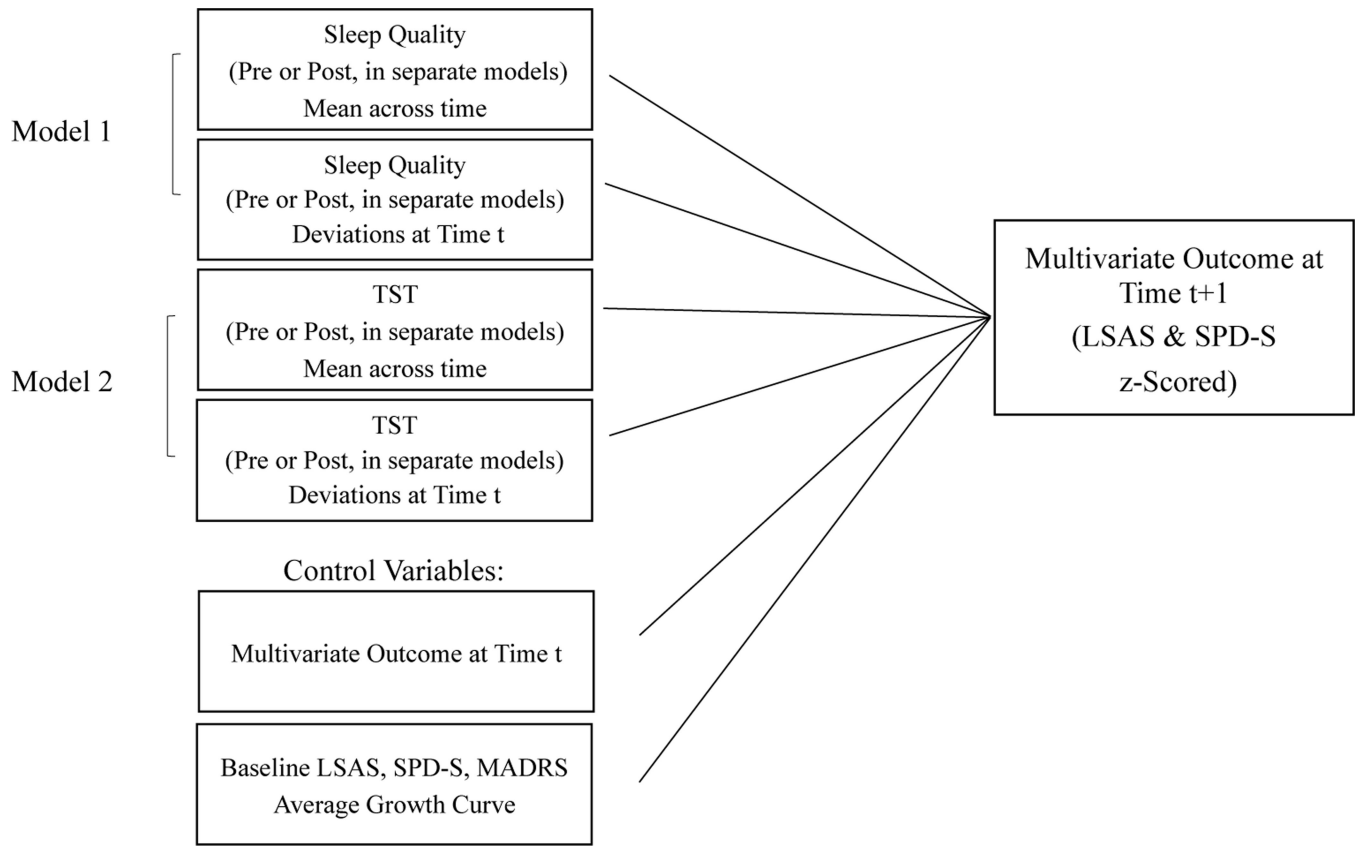 Model 1
Sleep Quality
(Pre or Post, in separate models)
Mean across time
Sleep Quality
(Pre or Post, in separate models)
Deviations at Time t
Model 2
TST
(Pre or Post, in separate models)
Mean across time
TST
(Pre or Post, in separate models)
Deviations at Time t
Control Variables:
Multivariate Outcome at Time t
Baseline LSAS, SPD-S, MADRS
Average Growth Curve
Multivariate Outcome at
Time t+1
(LSAS & SPD-S
z-Scored)